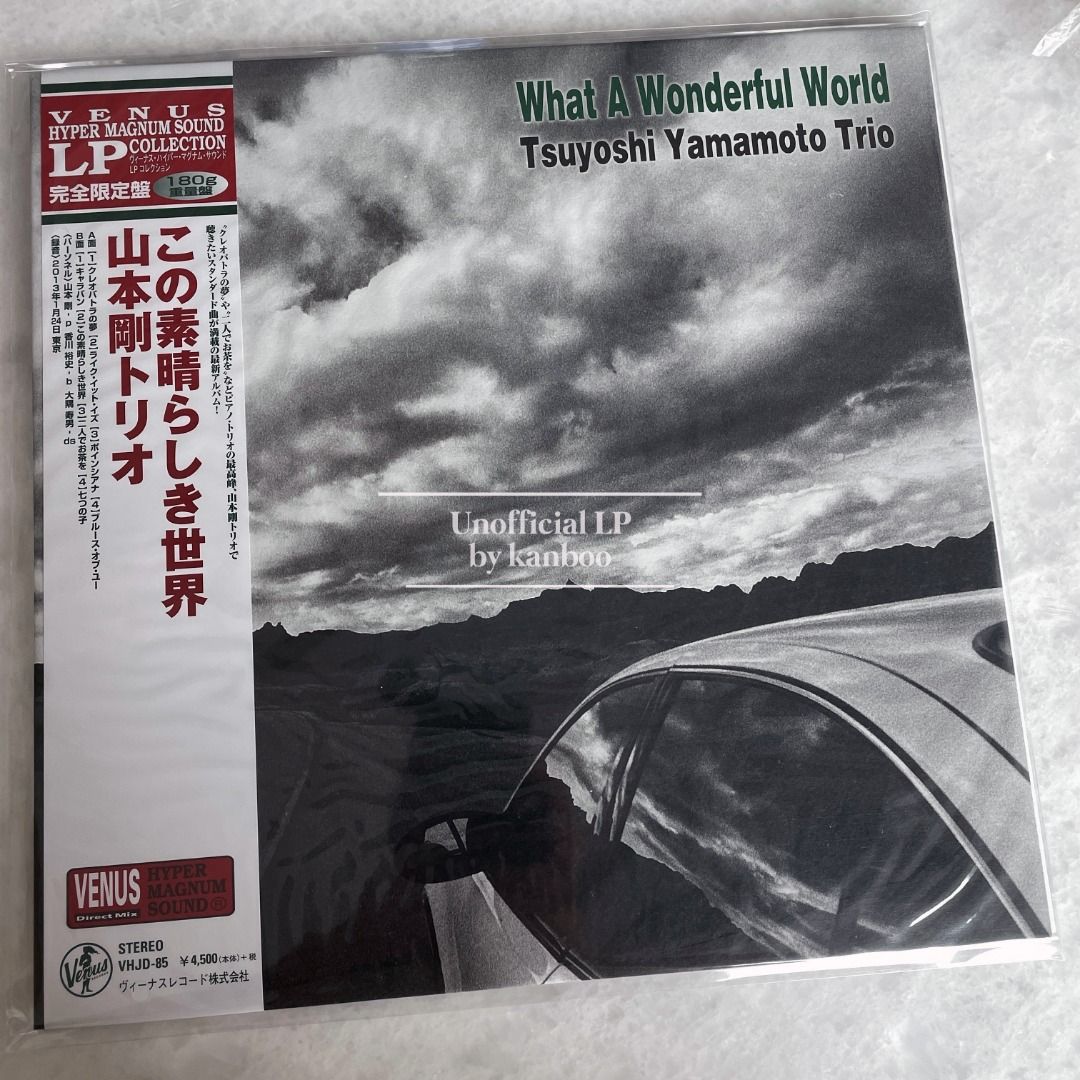 What A Wonderful World
Tsuyoshi Yamamoto Trio
VENUS
HYPER MAGNUM SOUND
LP COLLECTION
ヴィーナス・ハイパー・マグナム・サウンド
LPコレクション
完全限定盤
180g
重量盤
“クレオパトラの夢”や“二人でお茶を”などピアノ・トリオの最高峰、山本剛トリオで
聴きたいスタンダード曲が満載の最新アルバム！
この素晴らしき世界
山本剛トリオ
A面 [1]クレオパトラの夢 [2]ライク・イット・イズ [3]ポインシアナ [4]ブルース・オブ・ユー
B面 [1]キャラバン [2]この素晴らしき世界 [3]二人でお茶を [4]七つの子
〈パーソネル〉山本 剛 - p 香川 裕史 - b 大隅 寿男 - ds
〈録音〉2013年1月24日 東京
Unofficial LP
by kanboo
VENUS
Direct Mix
HYPER
MAGNUM
SOUND®
Venus
STEREO
VHJD-85 ￥4,500(本体)+税
ヴィーナスレコード株式会社